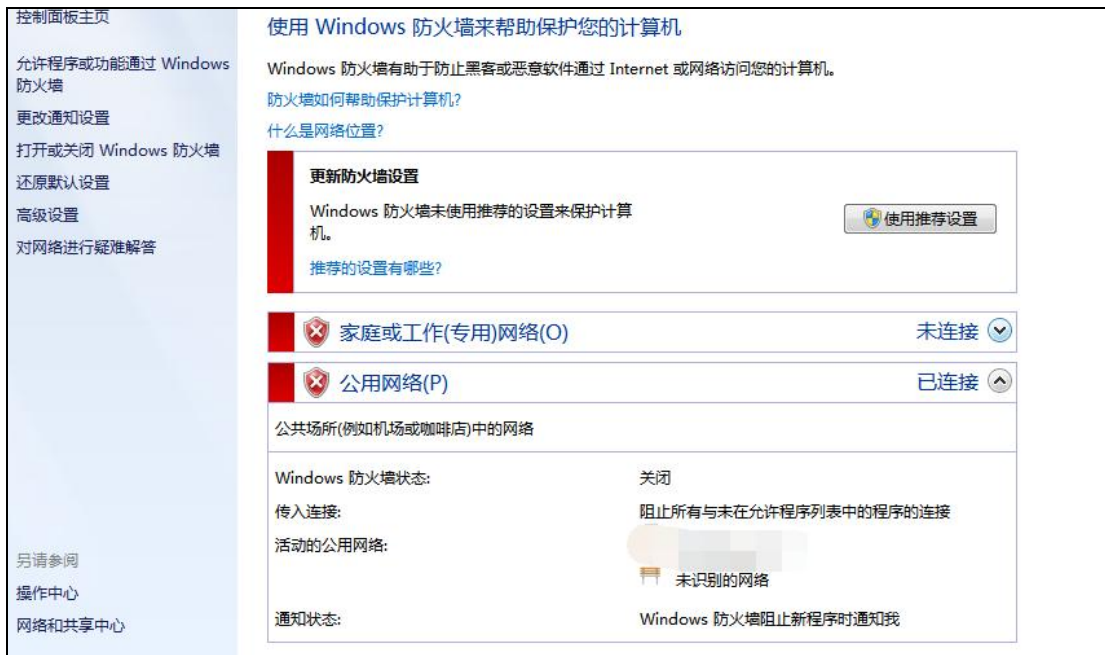 控制面板主页
允许程序或功能通过 Windows
防火墙
更改通知设置
打开或关闭 Windows 防火墙
还原默认设置
高级设置
对网络进行疑难解答
另请参阅
操作中心
网络和共享中心
使用 Windows 防火墙来帮助保护您的计算机
Windows 防火墙有助于防止黑客或恶意软件通过 Internet 或网络访问您的计算机。
防火墙如何帮助保护计算机?
什么是网络位置?
更新防火墙设置
Windows 防火墙未使用推荐的设置来保护计算
机。
使用推荐设置
推荐的设置有哪些?
家庭或工作(专用)网络(O) 未连接
公用网络(P) 已连接
公共场所(例如机场或咖啡店)中的网络
Windows 防火墙状态: 关闭
传入连接: 阻止所有与未在允许程序列表中的程序的连接
活动的公用网络:
未识别的网络
通知状态: Windows 防火墙阻止新程序时通知我